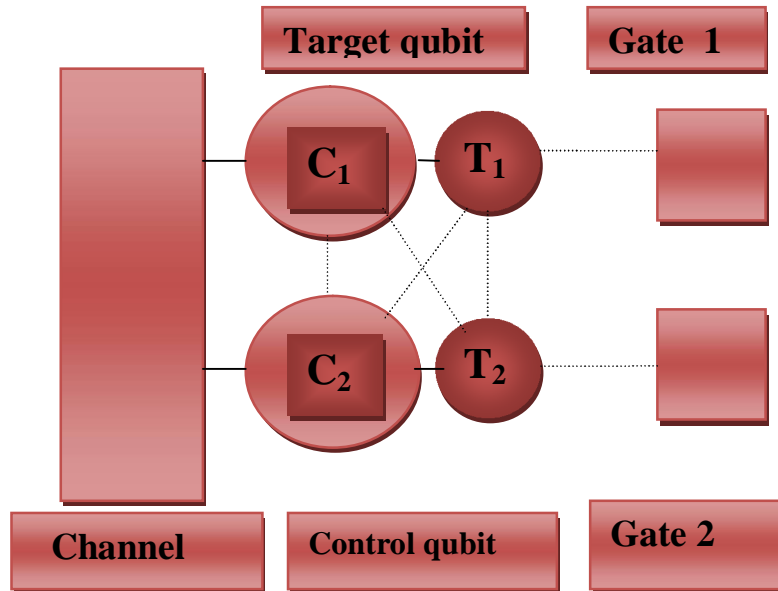 Target qubit
Gate 1
C₁
T₁
C₂
T₂
Channel
Control qubit
Gate 2